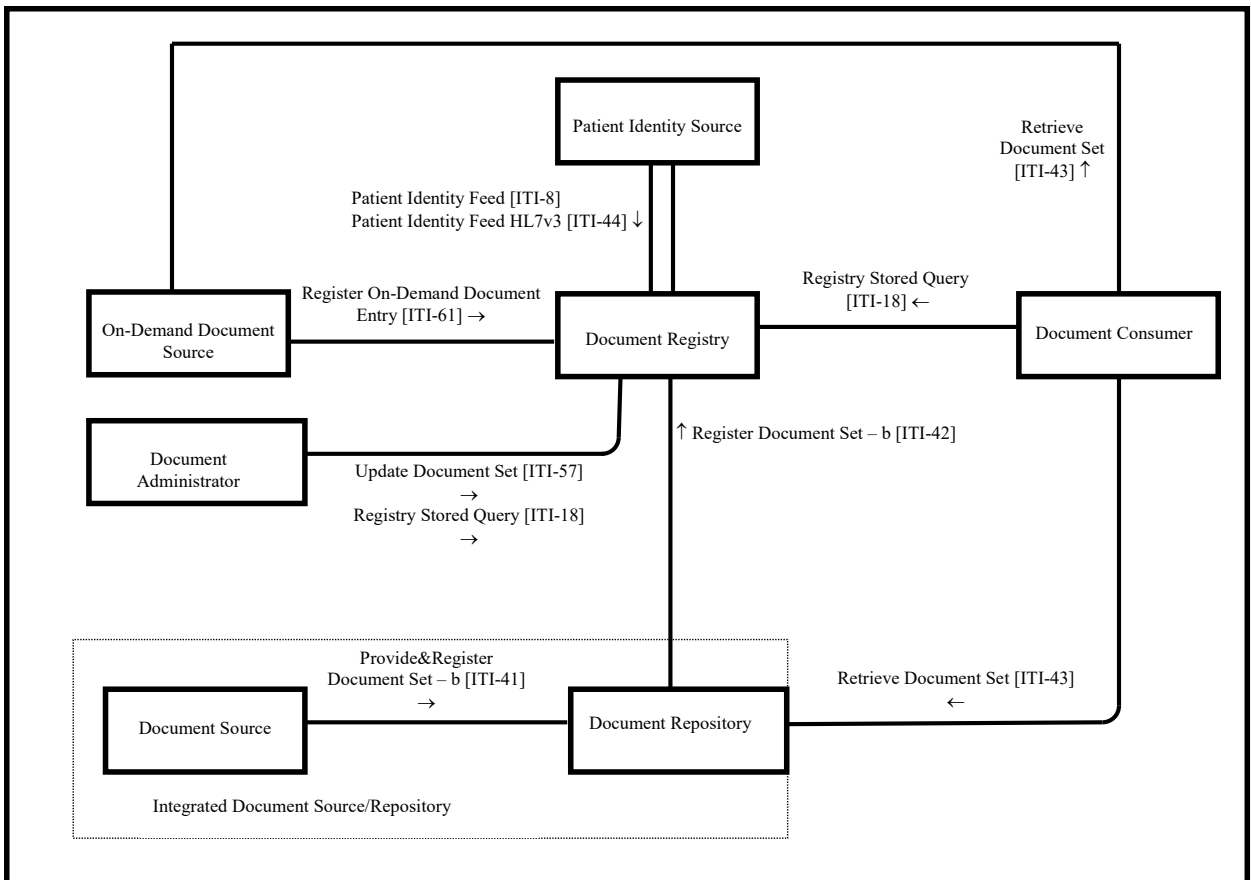 Patient Identity Source
Retrieve
Document Set
[ITI-43] ↑
Patient Identity Feed [ITI-8]
Patient Identity Feed HL7v3 [ITI-44] ↓
Register On-Demand Document
Entry [ITI-61] →
Registry Stored Query
[ITI-18] ←
On-Demand Document
Source
Document Registry
Document Consumer
↑ Register Document Set – b [ITI-42]
Document
Administrator
Update Document Set [ITI-57]
→
Registry Stored Query [ITI-18]
→
Provide&Register
Document Set – b [ITI-41]
→
Retrieve Document Set [ITI-43]
←
Document Source
Document Repository
Integrated Document Source/Repository